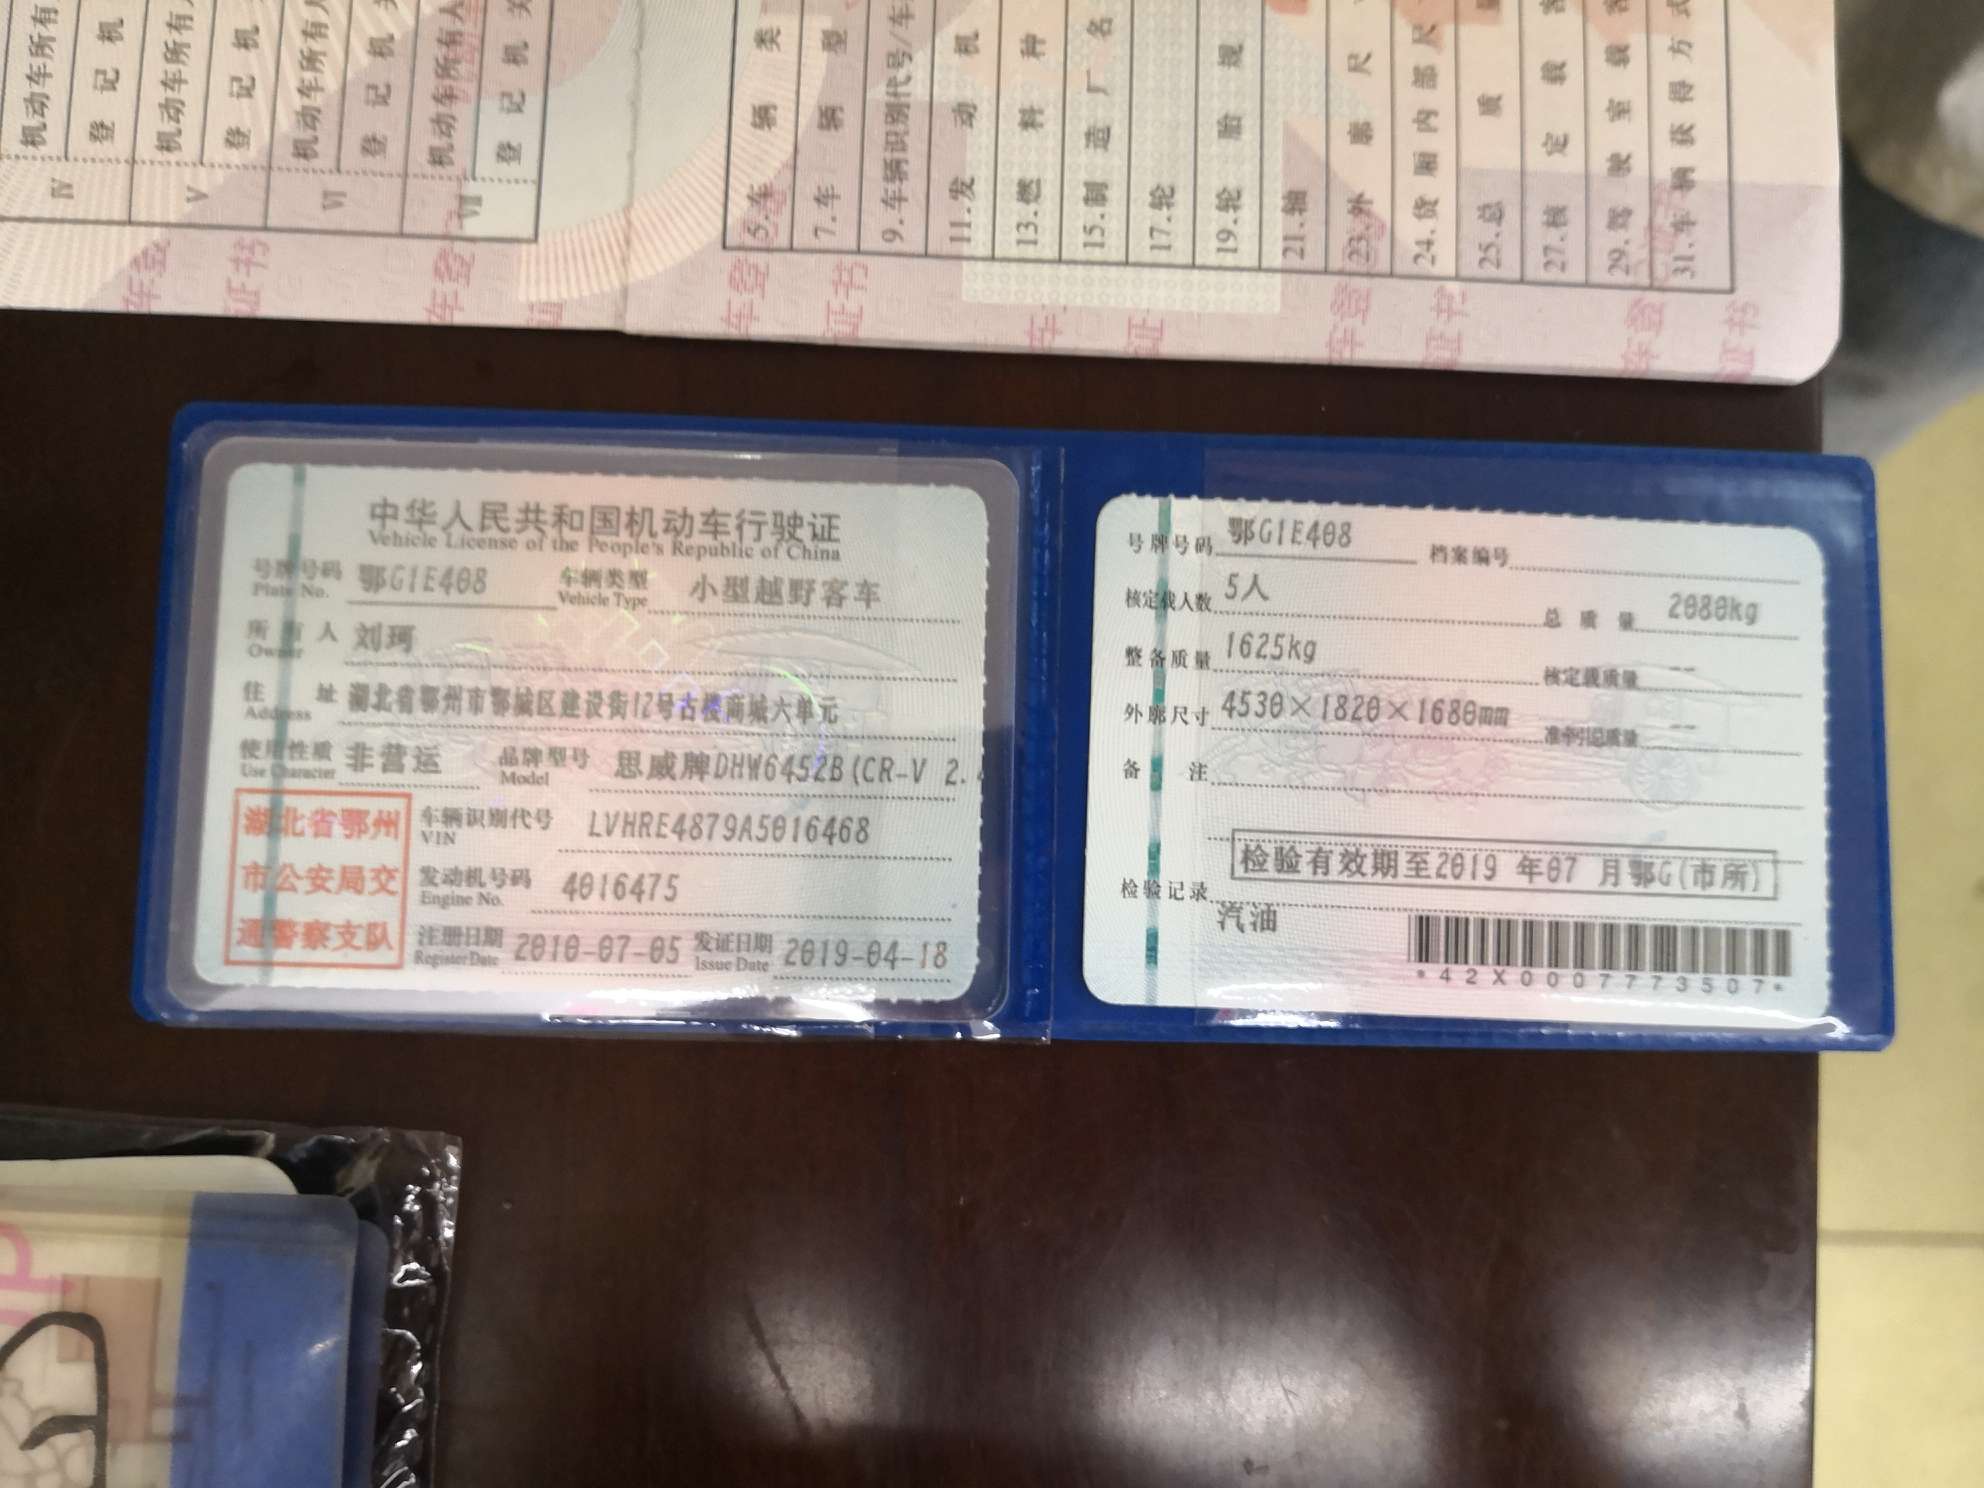 机动车所有
登记机
机动车所有
登记机
机动车所有
登记机关
机动车所有人
登记机关
IV
V
VI
VII
5.车辆类
7.车辆型
9.车辆识别代号/车
11.发动机
13.燃料种
15.制造厂名
17.轮
19.轮胎规
21.轴
23.外廓尺
24.货厢内部尺
25.总质量
27.核定载客
29.驾驶室载客
31.车辆获得方式
中华人民共和国机动车行驶证
Vehicle License of the People's Republic of China
号牌号码 鄂G1E408 车辆类型 小型越野客车
Plate No. Vehicle Type
所有人 刘珂
Owner
住址 湖北省鄂州市鄂城区建设街12号古楼商城六单元
Address
使用性质 非营运 品牌型号 思威牌DHW6452B(CR-V 2.4
Use Character Model
湖北省鄂州
市公安局交
通警察支队
车辆识别代号 LVHRE4879A5016468
VIN
发动机号码 4016475
Engine No.
注册日期 2010-07-05 发证日期 2019-04-18
Register Date Issue Date
号牌号码 鄂G1E408 档案编号
核定载人数 5人 总质量 2080kg
整备质量 1625kg 核定载质量 --
外廓尺寸 4530×1820×1680mm 准牵引总质量 --
备注
检验有效期至2019 年07 月鄂G(市所)
检验记录
汽油
*42X0007773507*